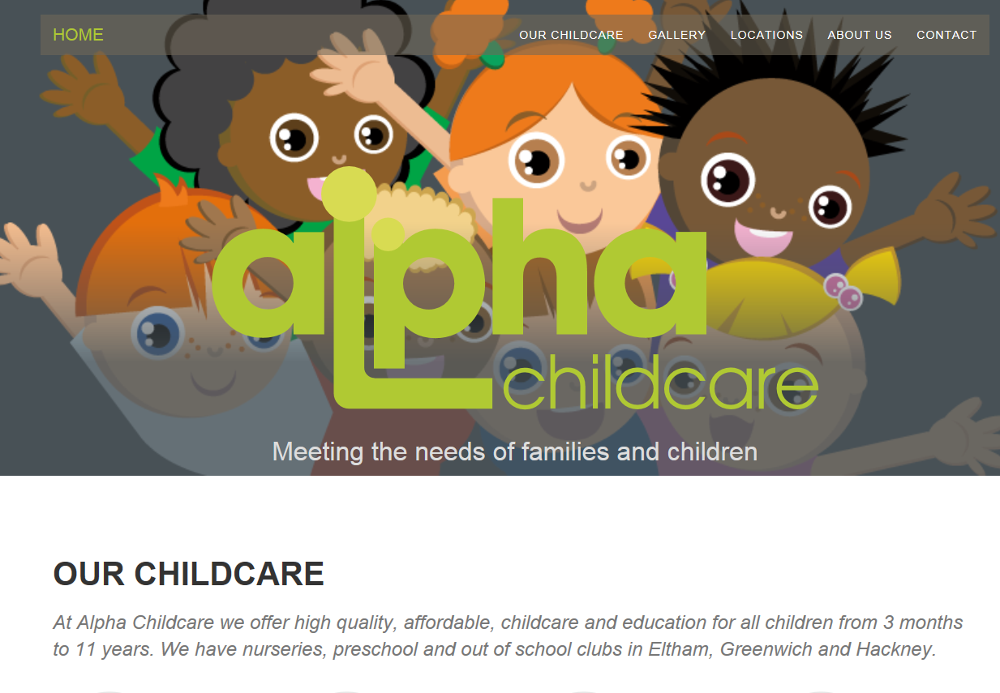 HOME OUR CHILDCARE GALLERY LOCATIONS ABOUT US CONTACT
alpha
childcare
Meeting the needs of families and children
OUR CHILDCARE
At Alpha Childcare we offer high quality, affordable, childcare and education for all children from 3 months
to 11 years. We have nurseries, preschool and out of school clubs in Eltham, Greenwich and Hackney.